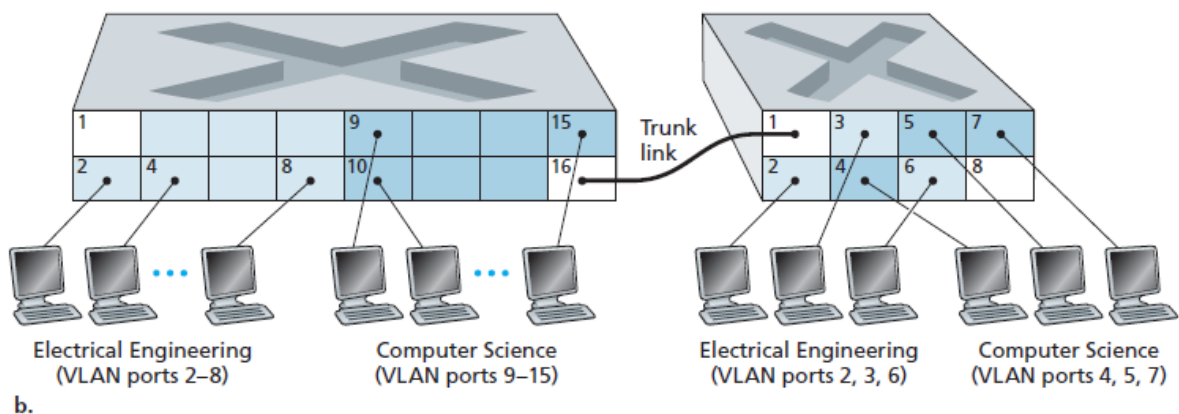 1 9 15
2 4 8 10 16
Trunk
link
1 3 5 7
2 4 6 8
Electrical Engineering
(VLAN ports 2–8)
Computer Science
(VLAN ports 9–15)
Electrical Engineering
(VLAN ports 2, 3, 6)
Computer Science
(VLAN ports 4, 5, 7)
b.